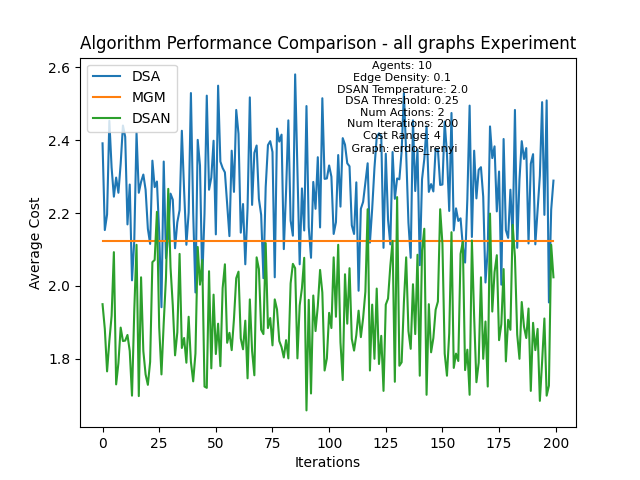 Algorithm Performance Comparison - all graphs Experiment
2.6
2.4
2.2
2.0
1.8
Average Cost
DSA
MGM
DSAN
Agents: 10
Edge Density: 0.1
DSAN Temperature: 2.0
DSA Threshold: 0.25
Num Actions: 2
Num Iterations: 200
Cost Range: 4
Graph: erdos_renyi
0 25 50 75 100 125 150 175 200
Iterations